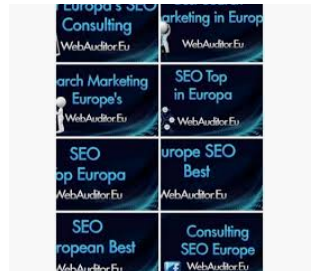 Europa's SEO
Consulting
WebAuditor.Eu
arketing in Europ
WebAuditor.Eu
arch Marketing
Europe's
WebAuditor.Eu
SEO Top
in Europa
WebAuditor.Eu
SEO
op Europa
WebAuditor.Eu
urope SEO
Best
WebAuditor.Eu
SEO
ropean Best
WebAuditor.Eu
Consulting
SEO Europe
WebAuditor.Eu